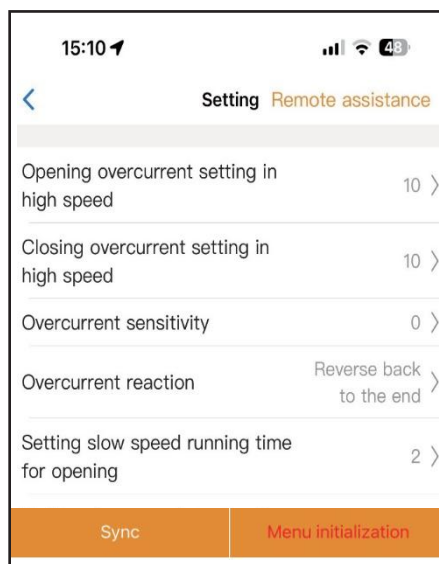 15:10
48
Setting Remote assistance
Opening overcurrent setting in
high speed
10
Closing overcurrent setting in
high speed
10
Overcurrent sensitivity
0
Overcurrent reaction
Reverse back
to the end
Setting slow speed running time
for opening
2
Sync
Menu initialization